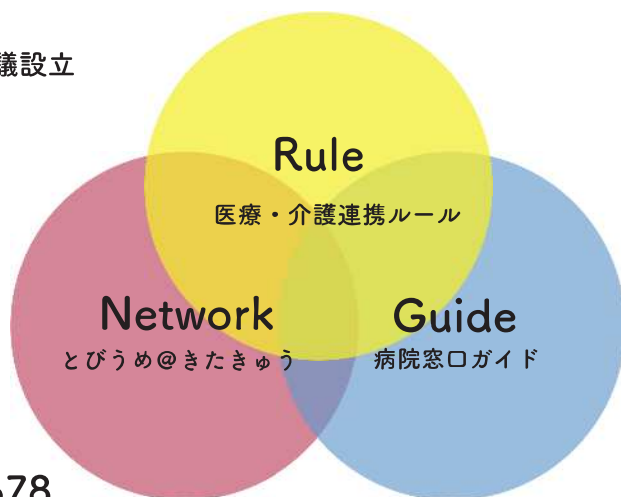 議設立
Rule
医療・介護連携ルール
Network
Guide
とびうめ@きたきゅう
病院窓口ガイド
678